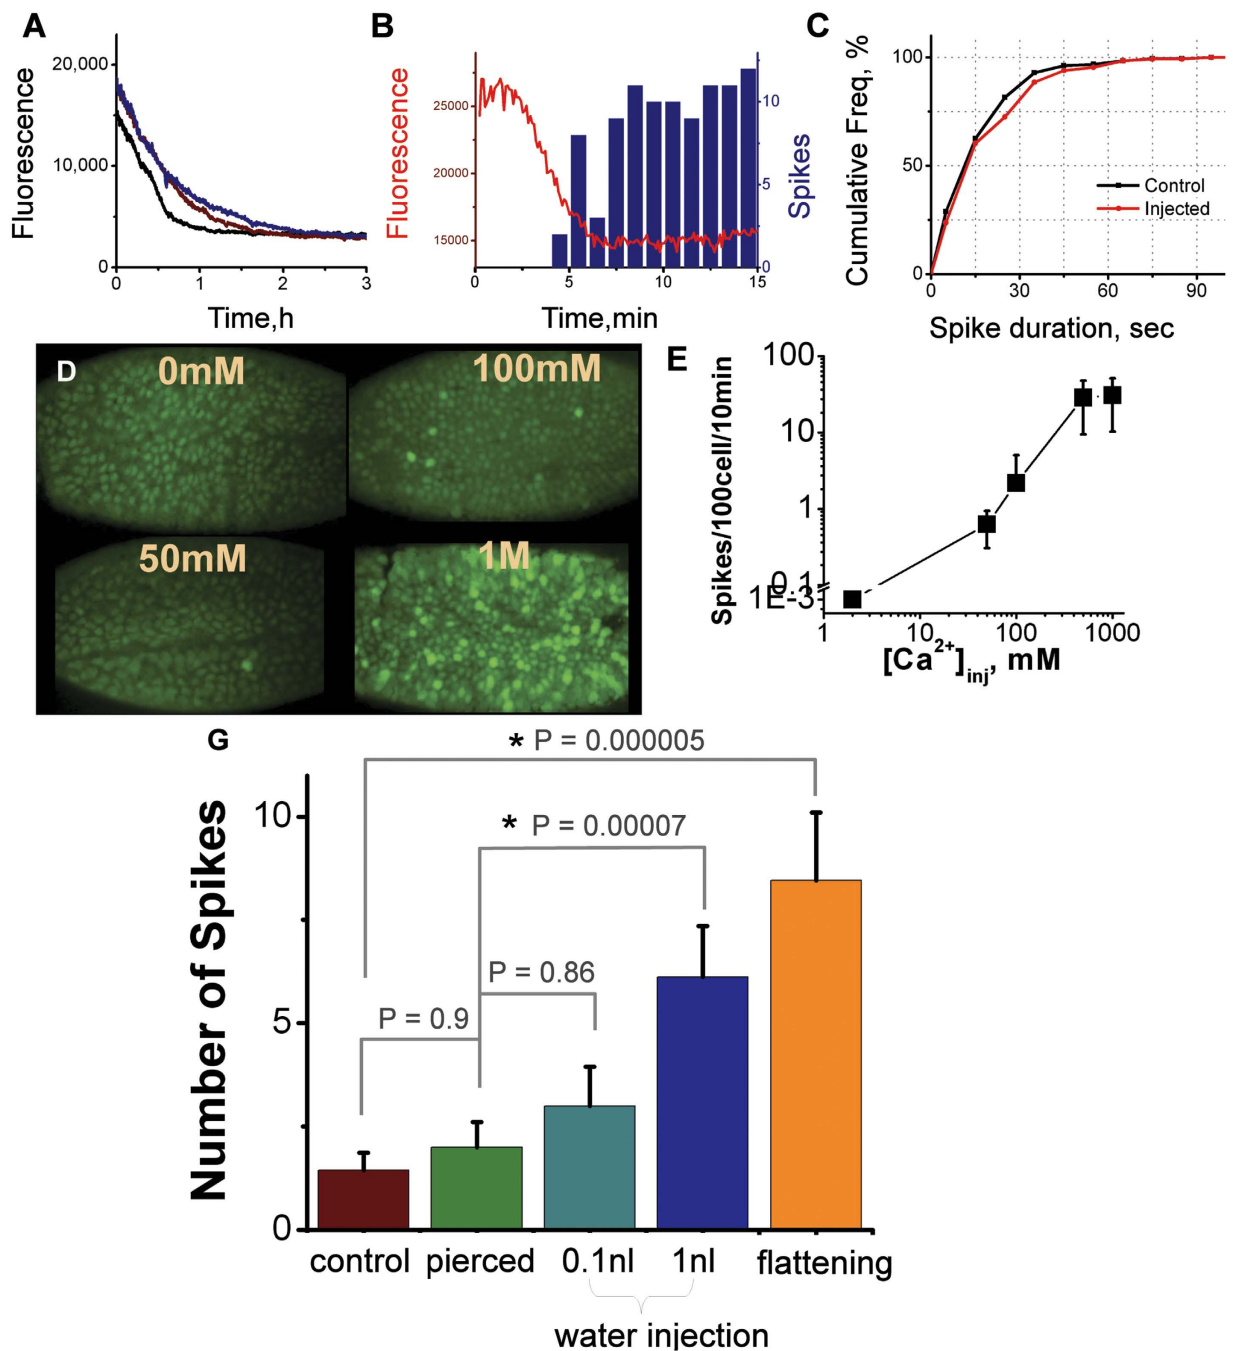 A
Fluorescence
20,000
10,000
0
0 1 2 3
Time,h
B
Fluorescence
25000
20000
15000
0 5 10 15
Time,min
10
5
0
Spikes
C
Cumulative Freq, %
100
50
0
0 30 60 90
Control
Injected
Spike duration, sec
D
0mM
100mM
50mM
1M
E
Spikes/100cell/10min
100
10
1
0.1
1E-3
1 10 100 1000
[Ca2+]inj, mM
G
* P = 0.000005
* P = 0.00007
P = 0.86
P = 0.9
Number of Spikes
10
5
0
control pierced 0.1nl 1nl flattening
water injection